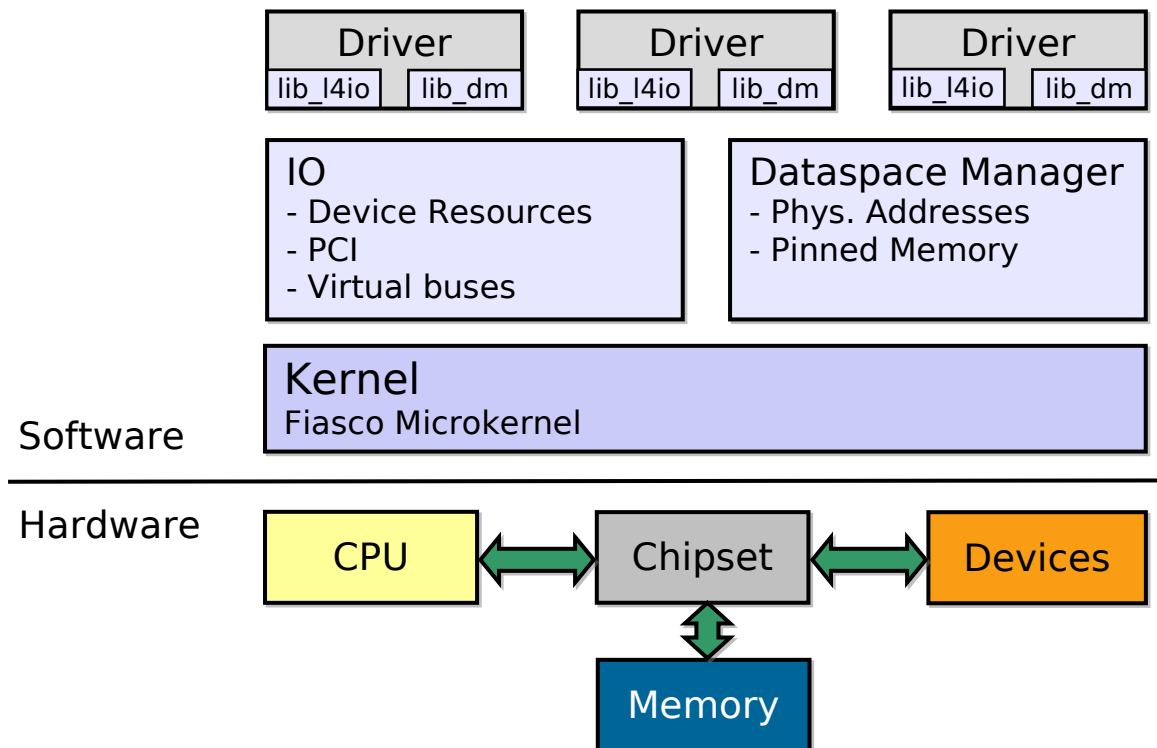 Driver
lib_l4io
lib_dm
Driver
lib_l4io
lib_dm
Driver
lib_l4io
lib_dm
IO
- Device Resources
- PCI
- Virtual buses
Dataspace Manager
- Phys. Addresses
- Pinned Memory
Kernel
Fiasco Microkernel
Software
Hardware
CPU
Chipset
Devices
Memory